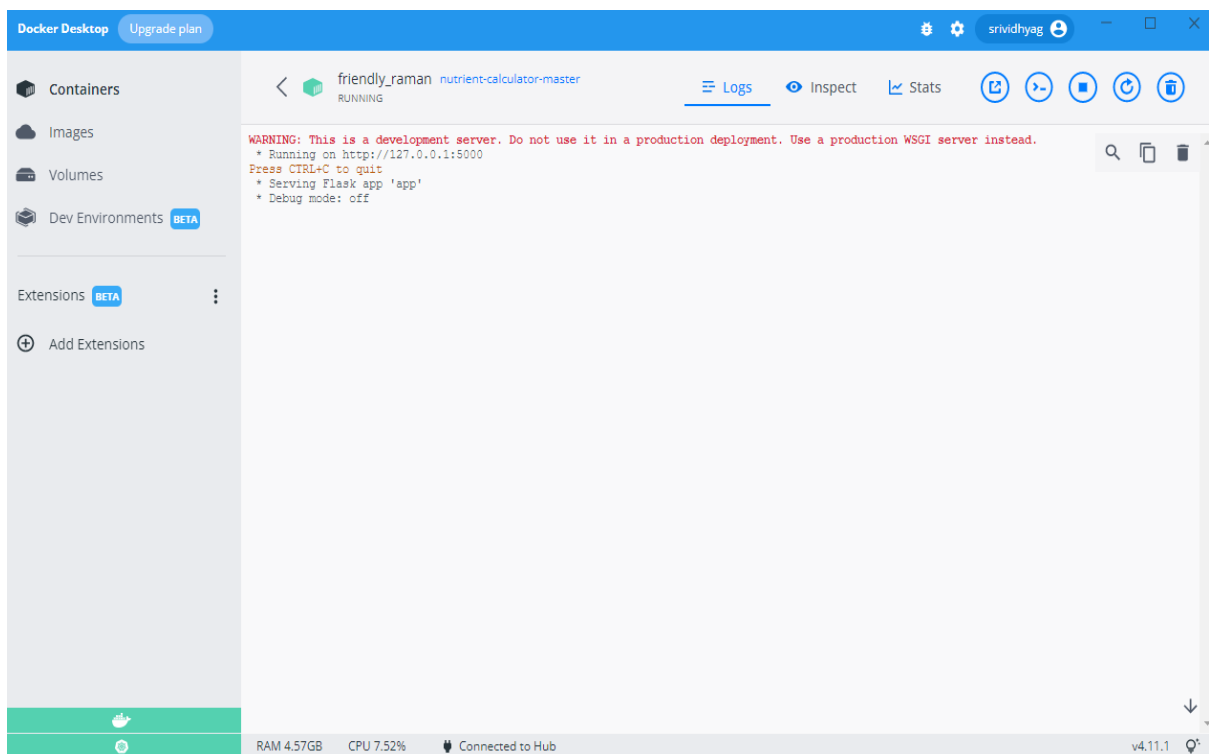 Docker Desktop Upgrade plan srividhyag
Containers
Images
Volumes
Dev Environments BETA
Extensions BETA
Add Extensions
friendly_raman nutrient-calculator-master
RUNNING
Logs Inspect Stats
WARNING: This is a development server. Do not use it in a production deployment. Use a production WSGI server instead.
* Running on http://127.0.0.1:5000
Press CTRL+C to quit
* Serving Flask app 'app'
* Debug mode: off
RAM 4.57GB CPU 7.52% Connected to Hub v4.11.1